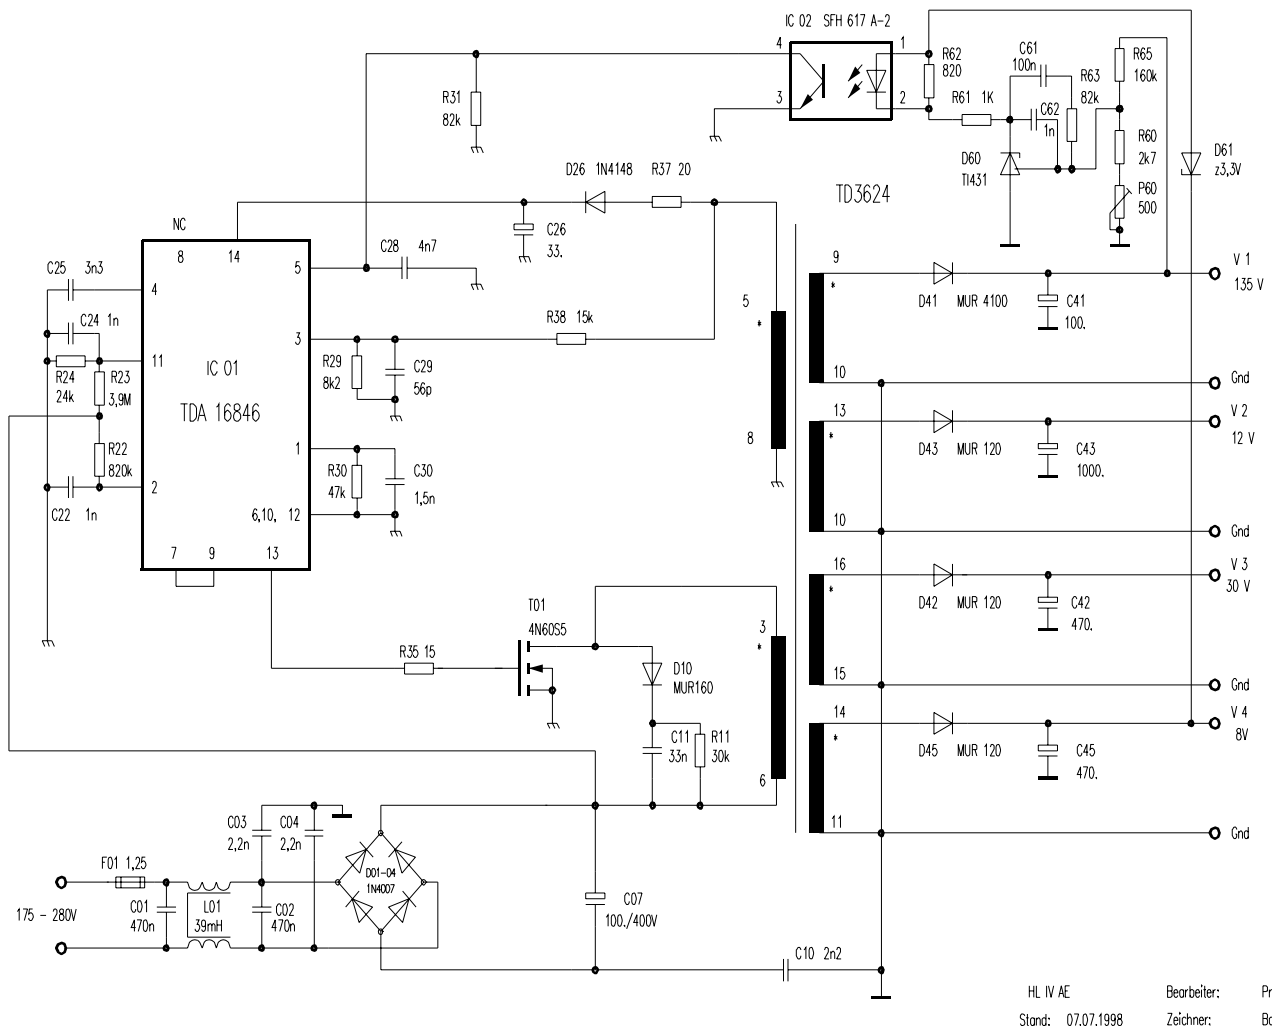 IC 02 SFH 617 A-2
4
1
3
2
R31
82k
R62
820
R61 1K
C61
100n
C62
1n
R63
82k
R65
160k
R60
2k7
P60
500
D60
Tl431
D61
z3,3V
TD3624
D26 1N4148
R37 20
C26
33.
NC
8
14
5
C28 4n7
C25 3n3
4
C24 1n
11
R24
24k
R23
3,9M
R22
820k
C22 1n
2
IC 01
TDA 16846
3
R38 15k
R29
8k2
C29
56p
1
R30
47k
C30
1,5n
6,10, 12
7
9
13
5
*
8
9
*
10
D41 MUR 4100
C41
100.
V 1
135 V
Gnd
13
*
10
D43 MUR 120
C43
1000.
V 2
12 V
Gnd
16
*
15
D42 MUR 120
C42
470.
V 3
30 V
Gnd
14
*
11
D45 MUR 120
C45
470.
V 4
8V
Gnd
T01
4N60S5
R35 15
3
*
6
D10
MUR160
C11
33n
R11
30k
C03
2,2n
C04
2,2n
F01 1,25
175 - 280V
C01
470n
L01
39mH
C02
470n
D01-04
1N4007
C07
100./400V
C10 2n2
HL IV AE
Bearbeiter: Pr
Stand: 07.07.1998
Zeichner: Ba